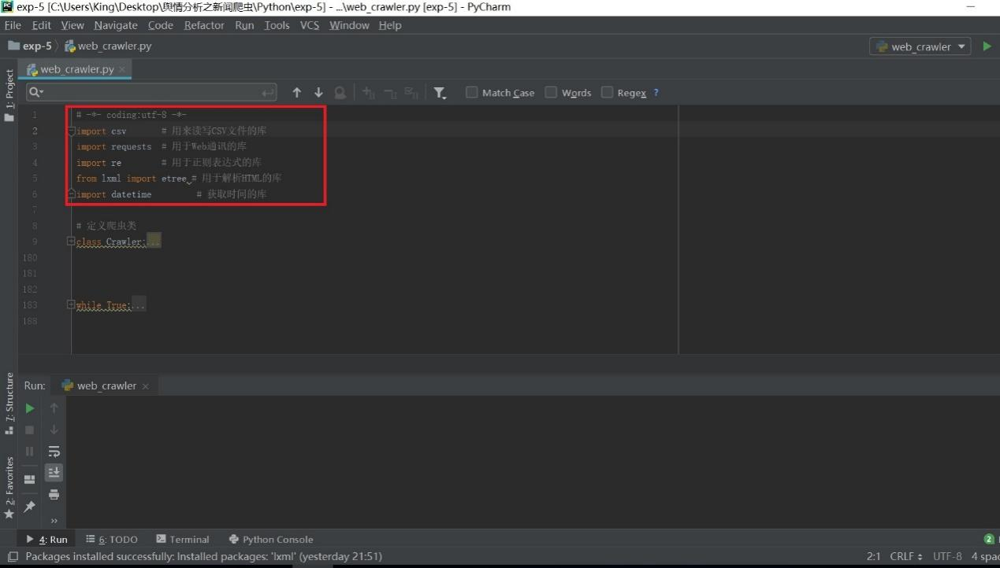 exp-5 [C:\Users\King\Desktop\舆情分析之新闻爬虫\Python\exp-5] - ...\web_crawler.py [exp-5] - PyCharm
File Edit View Navigate Code Refactor Run Tools VCS Window Help
exp-5 web_crawler.py web_crawler
web_crawler.py
Match Case Words Regex ?
1 # -*- coding:utf-8 -*-
2 import csv # 用来读写CSV文件的库
3 import requests # 用于Web通讯的库
4 import re # 用于正则表达式的库
5 from lxml import etree # 用于解析HTML的库
6 import datetime # 获取时间的库
7
8 # 定义爬虫类
9 class Crawler:...
180
181
182
183 while True:...
188
1: Project
7: Structure
2: Favorites
Run: web_crawler
4: Run 6: TODO Terminal Python Console 2
Packages installed successfully: Installed packages: 'lxml' (yesterday 21:51) 2:1 CRLF UTF-8 4 spac